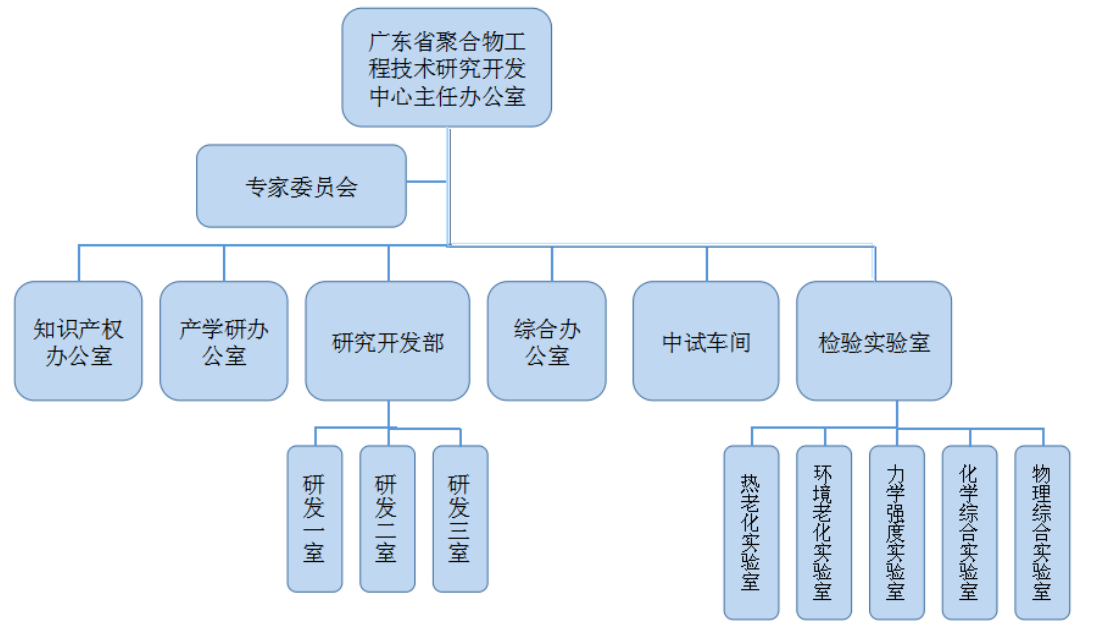 广东省聚合物工
程技术研究开发
中心主任办公室
专家委员会
知识产权
办公室
产学研办
公室
研究开发部
综合办
公室
中试车间
检验实验室
研发一室
研发二室
研发三室
热老化实验室
环境老化实验室
力学强度实验室
化学综合实验室
物理综合实验室